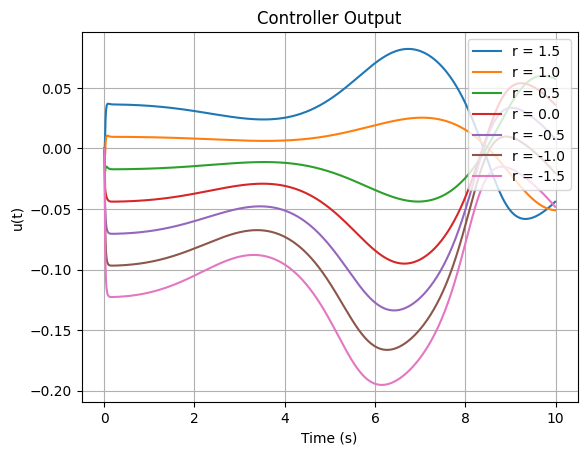 Controller Output
r = 1.5
r = 1.0
r = 0.5
r = 0.0
r = -0.5
r = -1.0
r = -1.5
0.05
0.00
−0.05
−0.10
−0.15
−0.20
u(t)
0 2 4 6 8 10
Time (s)